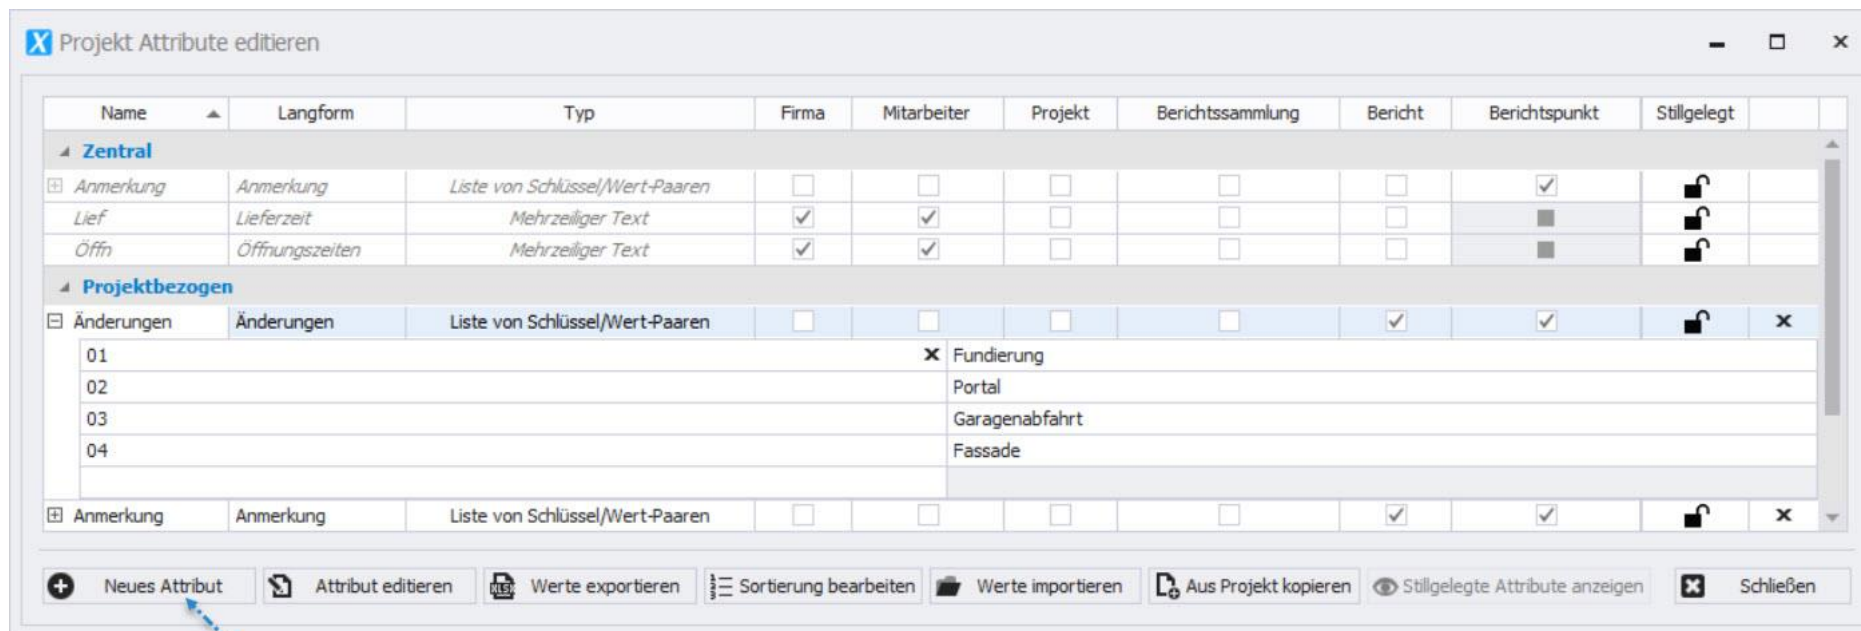 X Projekt Attribute editieren
Name Langform Typ Firma Mitarbeiter Projekt Berichtssammlung Bericht Berichtspunkt Stillgelegt
Zentral
Anmerkung Anmerkung Liste von Schlüssel/Wert-Paaren
Lief Lieferzeit Mehrzeiliger Text
Öffn Öffnungszeiten Mehrzeiliger Text
Projektbezogen
Änderungen Änderungen Liste von Schlüssel/Wert-Paaren
01 Fundierung
02 Portal
03 Garagenabfahrt
04 Fassade
Anmerkung Anmerkung Liste von Schlüssel/Wert-Paaren
Neues Attribut Attribut editieren XLSX Werte exportieren Sortierung bearbeiten Werte importieren Aus Projekt kopieren Stillgelegte Attribute anzeigen Schließen